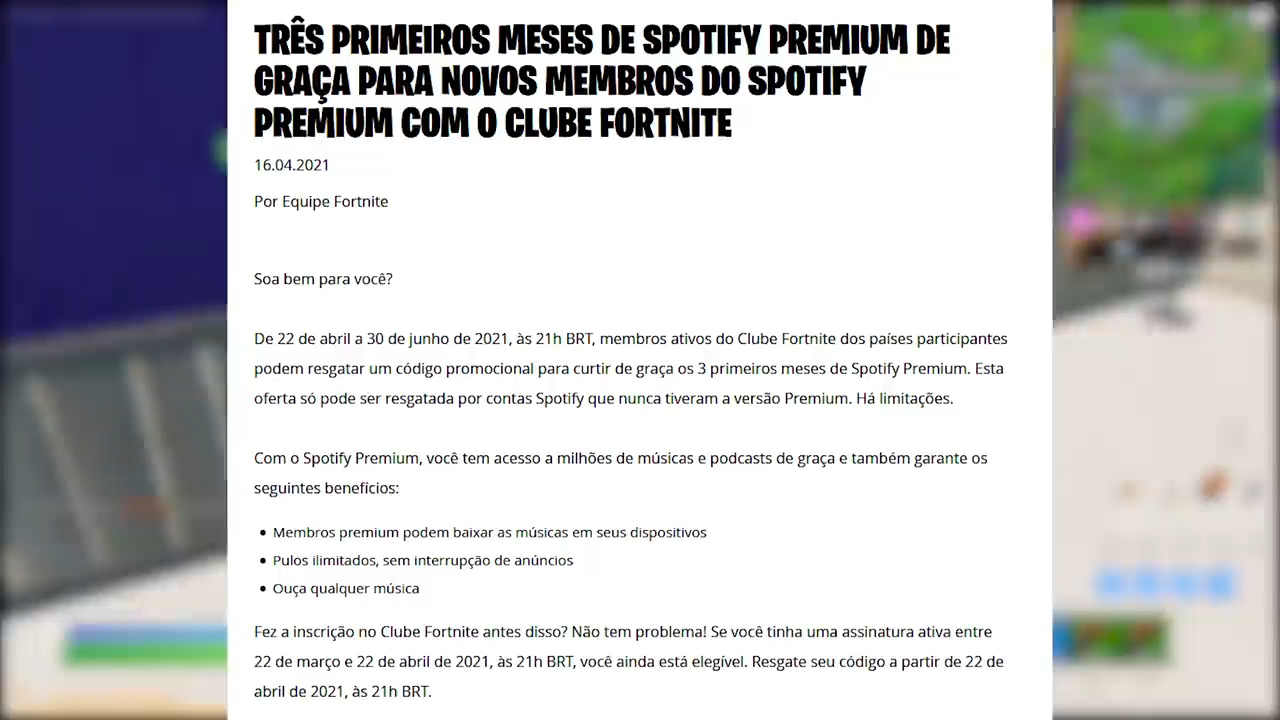 TRÊS PRIMEIROS MESES DE SPOTIFY PREMIUM DE
GRAÇA PARA NOVOS MEMBROS DO SPOTIFY
PREMIUM COM O CLUBE FORTNITE
16.04.2021
Por Equipe Fortnite
Soa bem para você?
De 22 de abril a 30 de junho de 2021, às 21h BRT, membros ativos do Clube Fortnite dos países participantes
podem resgatar um código promocional para curtir de graça os 3 primeiros meses de Spotify Premium. Esta
oferta só pode ser resgatada por contas Spotify que nunca tiveram a versão Premium. Há limitações.
Com o Spotify Premium, você tem acesso a milhões de músicas e podcasts de graça e também garante os
seguintes benefícios:
• Membros premium podem baixar as músicas em seus dispositivos
• Pulos ilimitados, sem interrupção de anúncios
• Ouça qualquer música
Fez a inscrição no Clube Fortnite antes disso? Não tem problema! Se você tinha uma assinatura ativa entre
22 de março e 22 de abril de 2021, às 21h BRT, você ainda está elegível. Resgate seu código a partir de 22 de
abril de 2021, às 21h BRT.